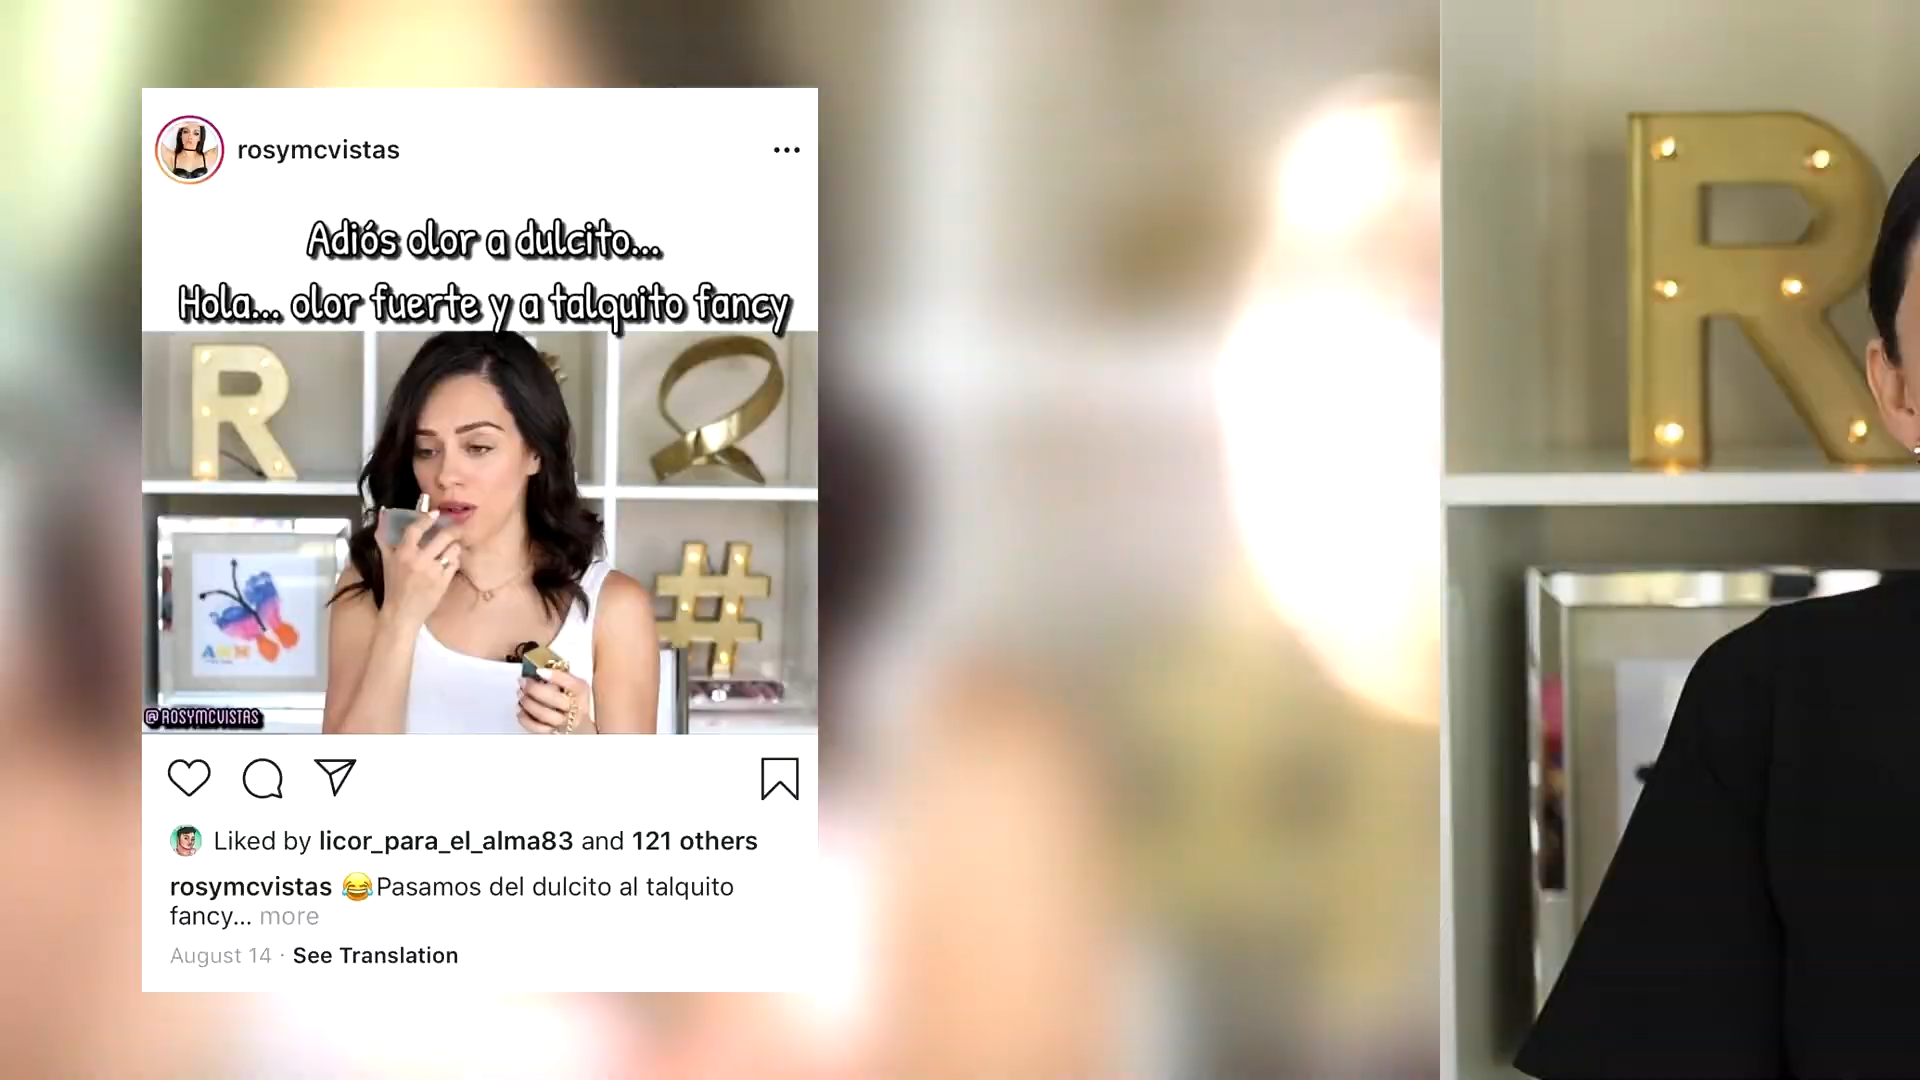 rosymcvistas
Adiós olor a dulcito...
Hola... olor fuerte y a talquito fancy
R
R
#
@ROSYMCVISTAS
Liked by licor_para_el_alma83 and 121 others
rosymcvistas 😂Pasamos del dulcito al talquito
fancy... more
August 14 · See Translation